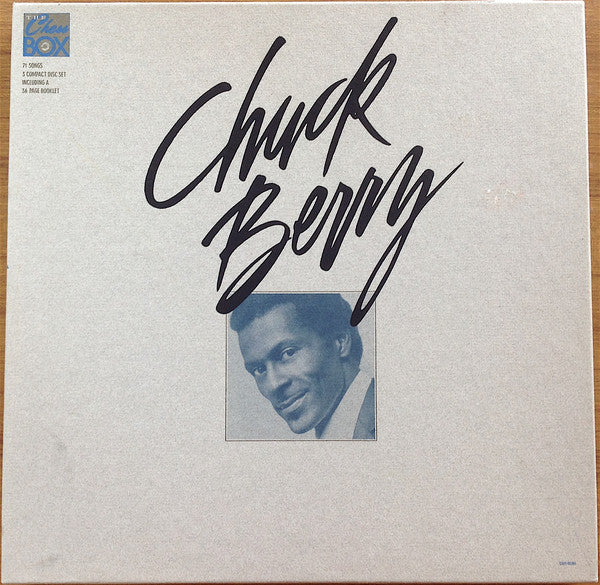 THE
Chess
BOX
71 SONGS
3 COMPACT DISC SET
INCLUDING A
36 PAGE BOOKLET
Chuck
Berry